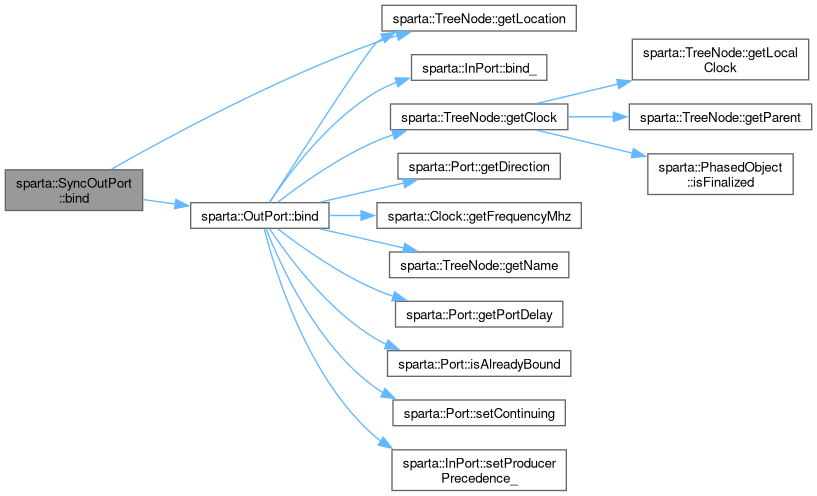 sparta::SyncOutPort
::bind
sparta::OutPort::bind
sparta::TreeNode::getLocation
sparta::InPort::bind_
sparta::TreeNode::getClock
sparta::TreeNode::getLocal
Clock
sparta::TreeNode::getParent
sparta::PhasedObject
::isFinalized
sparta::Port::getDirection
sparta::Clock::getFrequencyMhz
sparta::TreeNode::getName
sparta::Port::getPortDelay
sparta::Port::isAlreadyBound
sparta::Port::setContinuing
sparta::InPort::setProducer
Precedence_